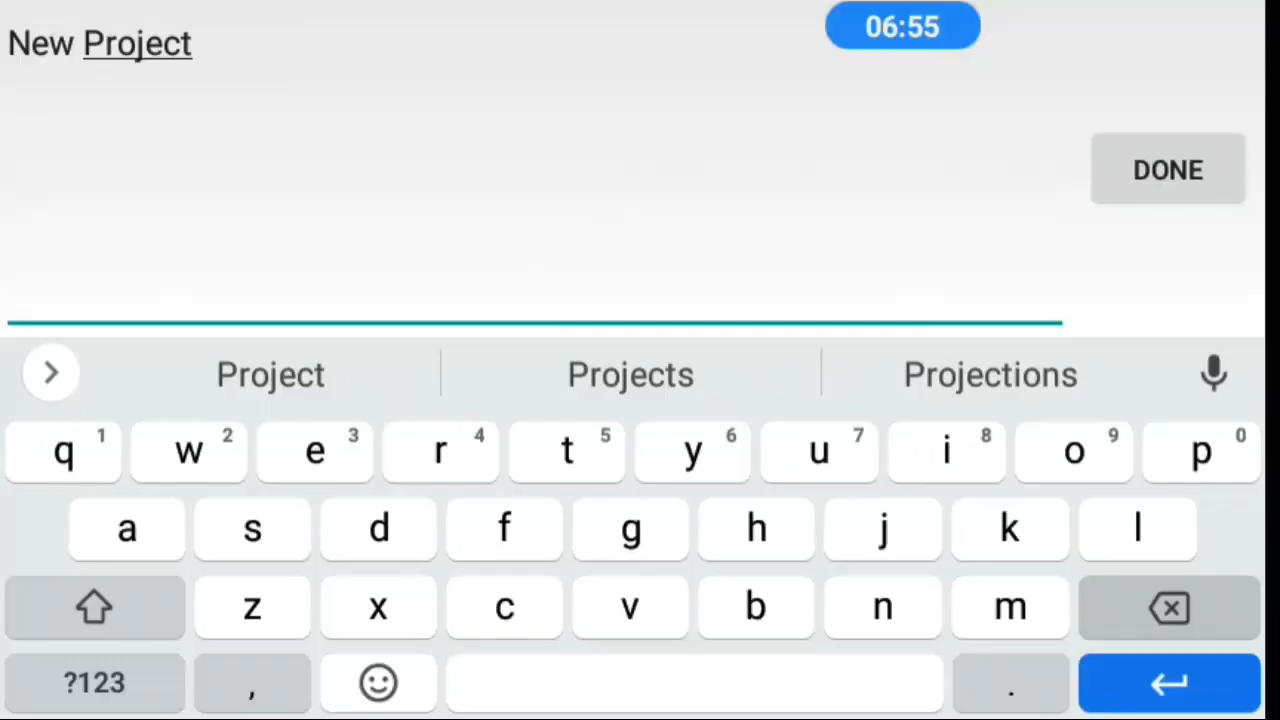 New Project
06:55
DONE
Project Projects Projections
q 1 w 2 e 3 r 4 t 5 y 6 u 7 i 8 o 9 p 0
a s d f g h j k l
z x c v b n m
?123 , .